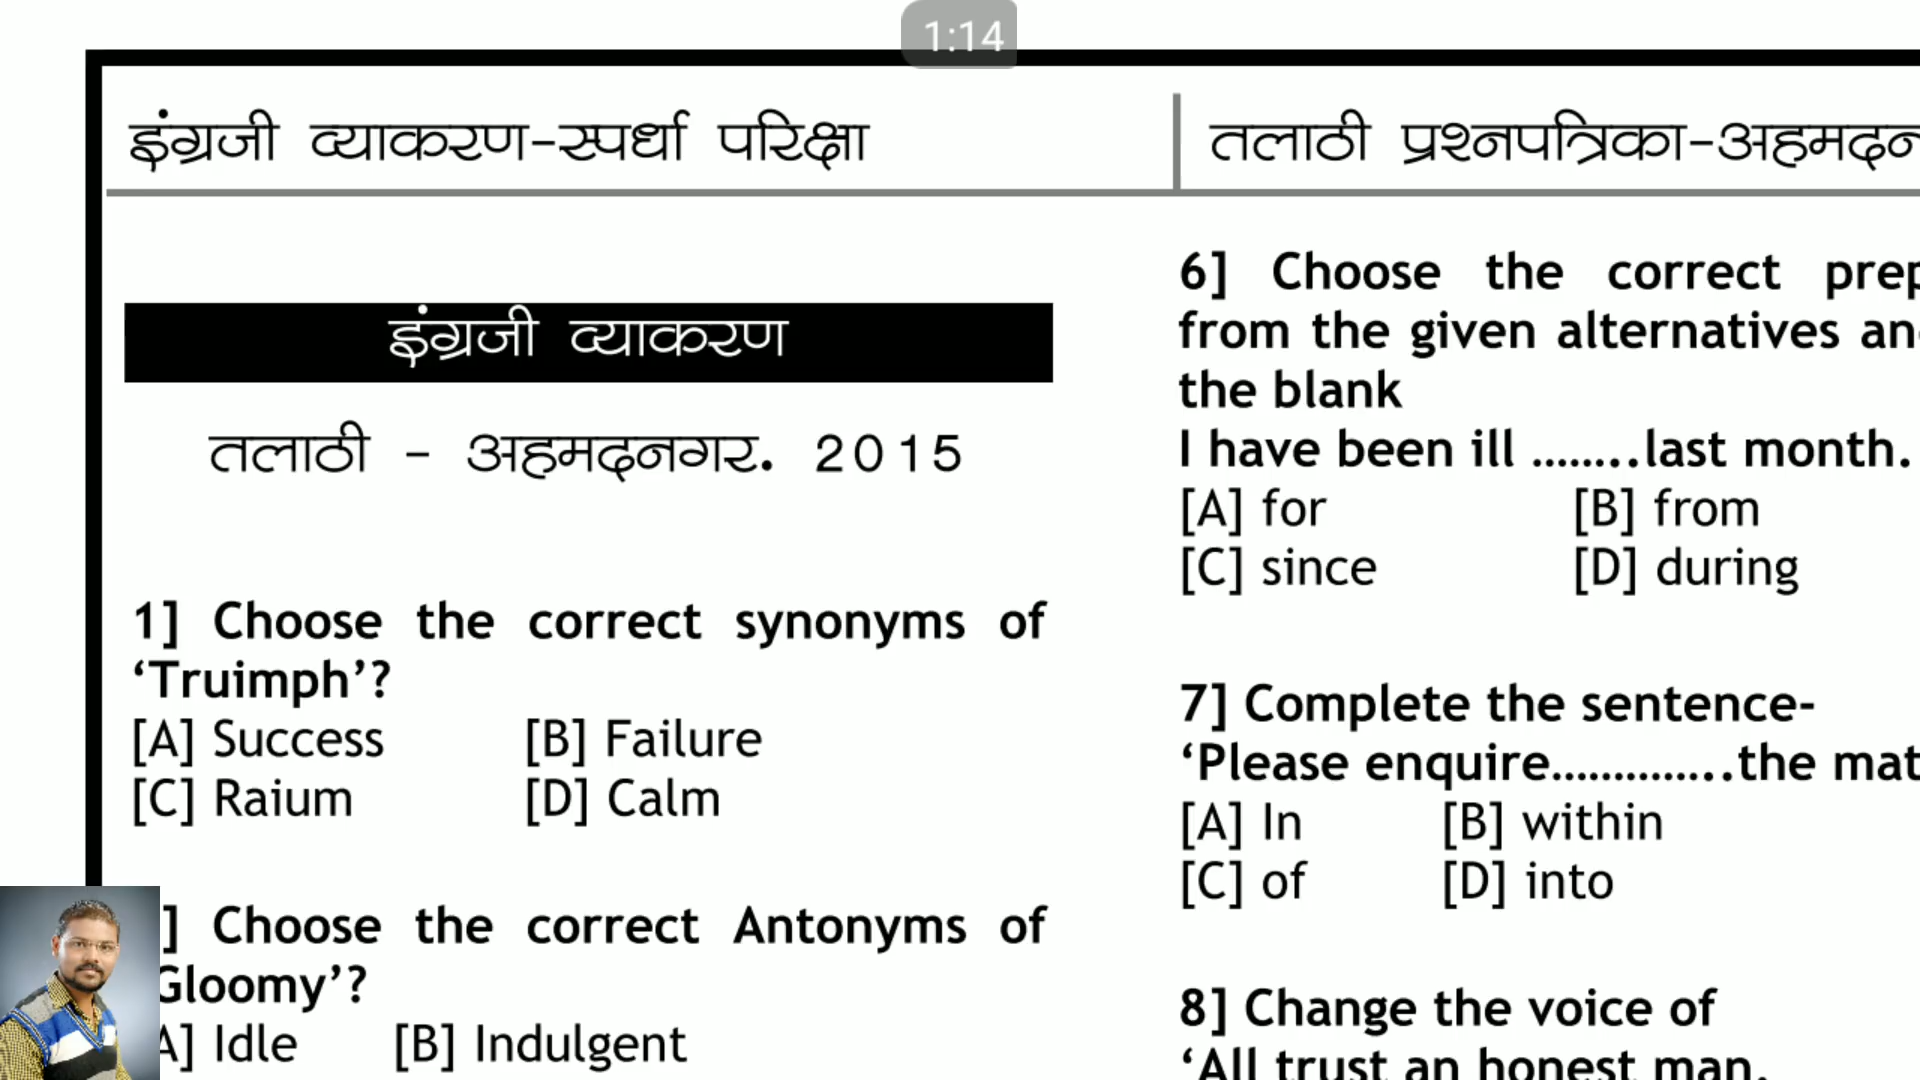 1:14
इंग्रजी व्याकरण-स्पर्धा परिक्षा
तलाठी प्रश्नपत्रिका-
इंग्रजी व्याकरण
तलाठी - अहमदनगर. 2015
1] Choose the correct synonyms of
‘Truimph’?
[A] Success [B] Failure
[C] Raium [D] Calm
] Choose the correct Antonyms of
Gloomy’?
A] Idle [B] Indulgent
6] Choose the correct
from the given alternatives
the blank
I have been ill ........last month.
[A] for [B] from
[C] since [D] during
7] Complete the sentence-
‘Please enquire..............the
[A] In [B] within
[C] of [D] into
8] Change the voice of
‘All trust an honest man.